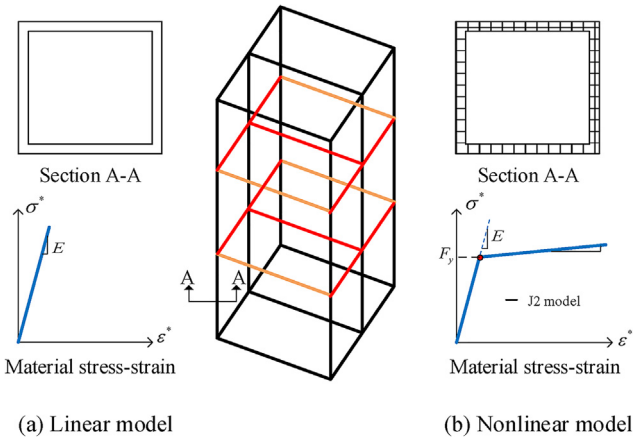 Section A-A
σ*
E
ε*
Material stress-strain
(a) Linear model
A A
Section A-A
σ*
E
F_y
J2 model
ε*
Material stress-strain
(b) Nonlinear model